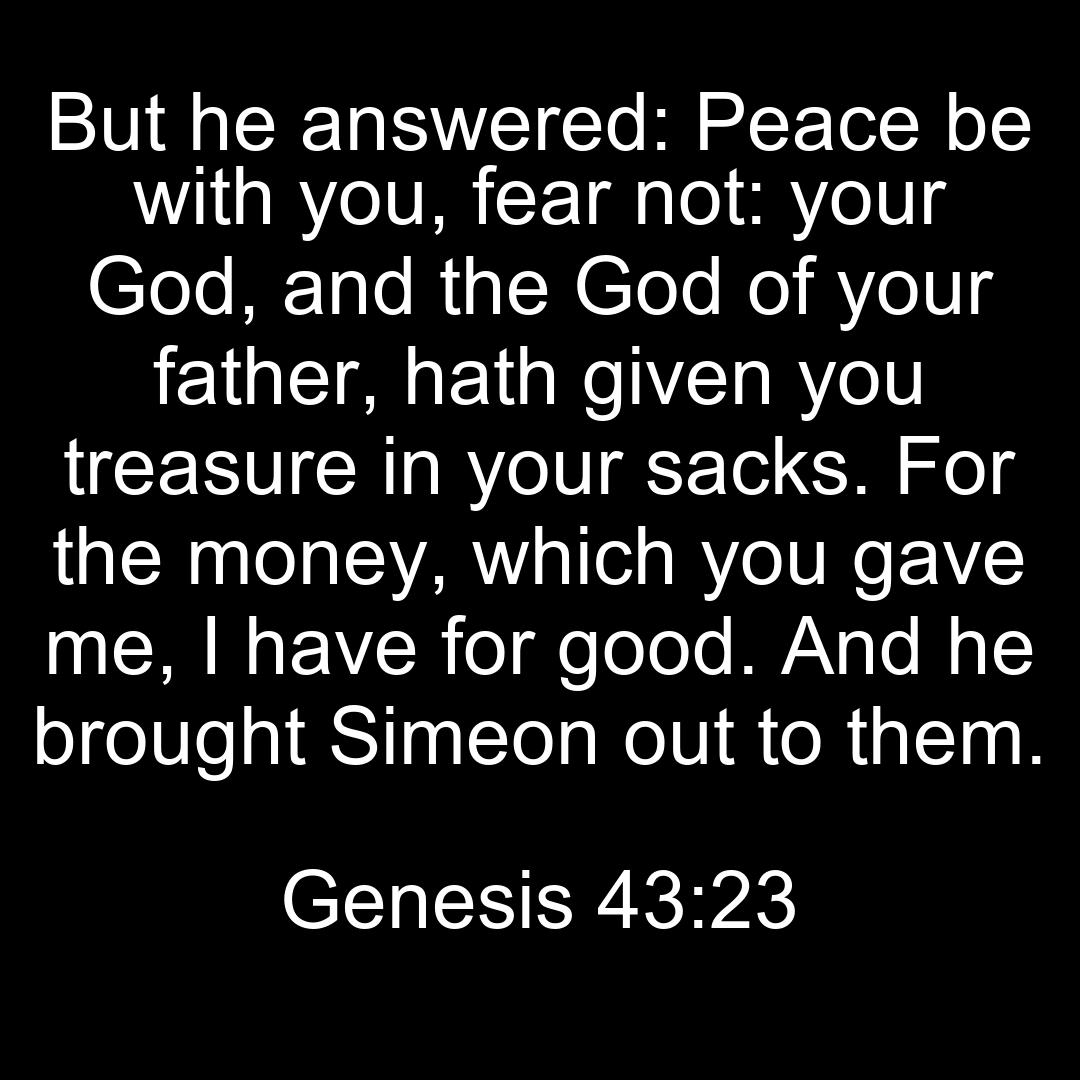 But he answered: Peace be
with you, fear not: your
God, and the God of your
father, hath given you
treasure in your sacks. For
the money, which you gave
me, I have for good. And he
brought Simeon out to them.
Genesis 43:23